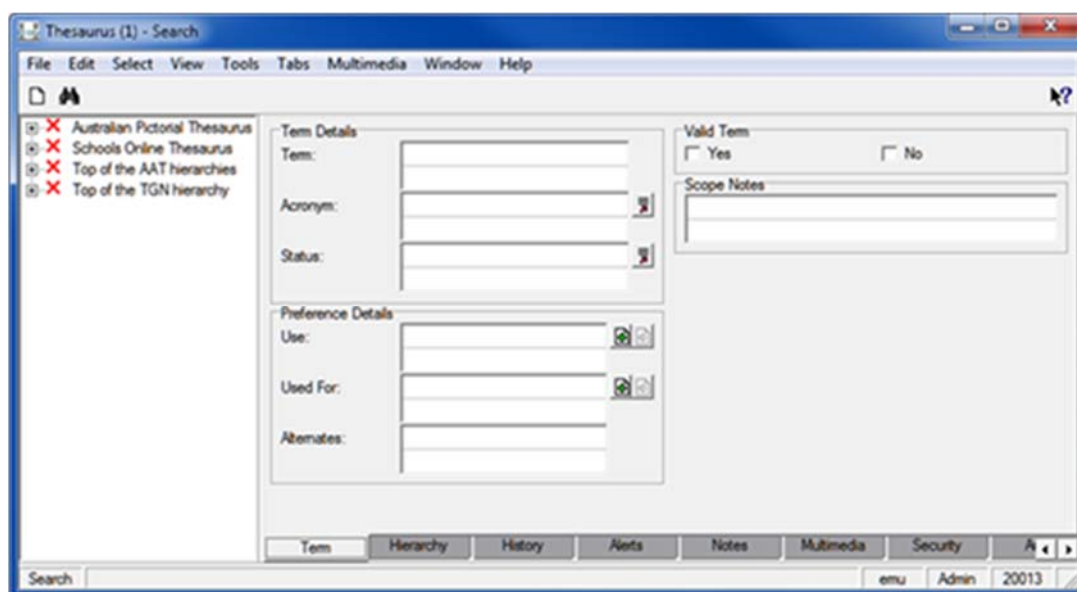 Thesaurus (1) - Search
File Edit Select View Tools Tabs Multimedia Window Help
Australian Pictorial Thesaurus
Schools Online Thesaurus
Top of the AAT hierarchies
Top of the TGN hierarchy
Term Details
Term:
Acronym:
Status:
Preference Details
Use:
Used For:
Alternates:
Valid Term
Yes No
Scope Notes
Term Hierarchy History Alerts Notes Multimedia Security
Search emu Admin 20013